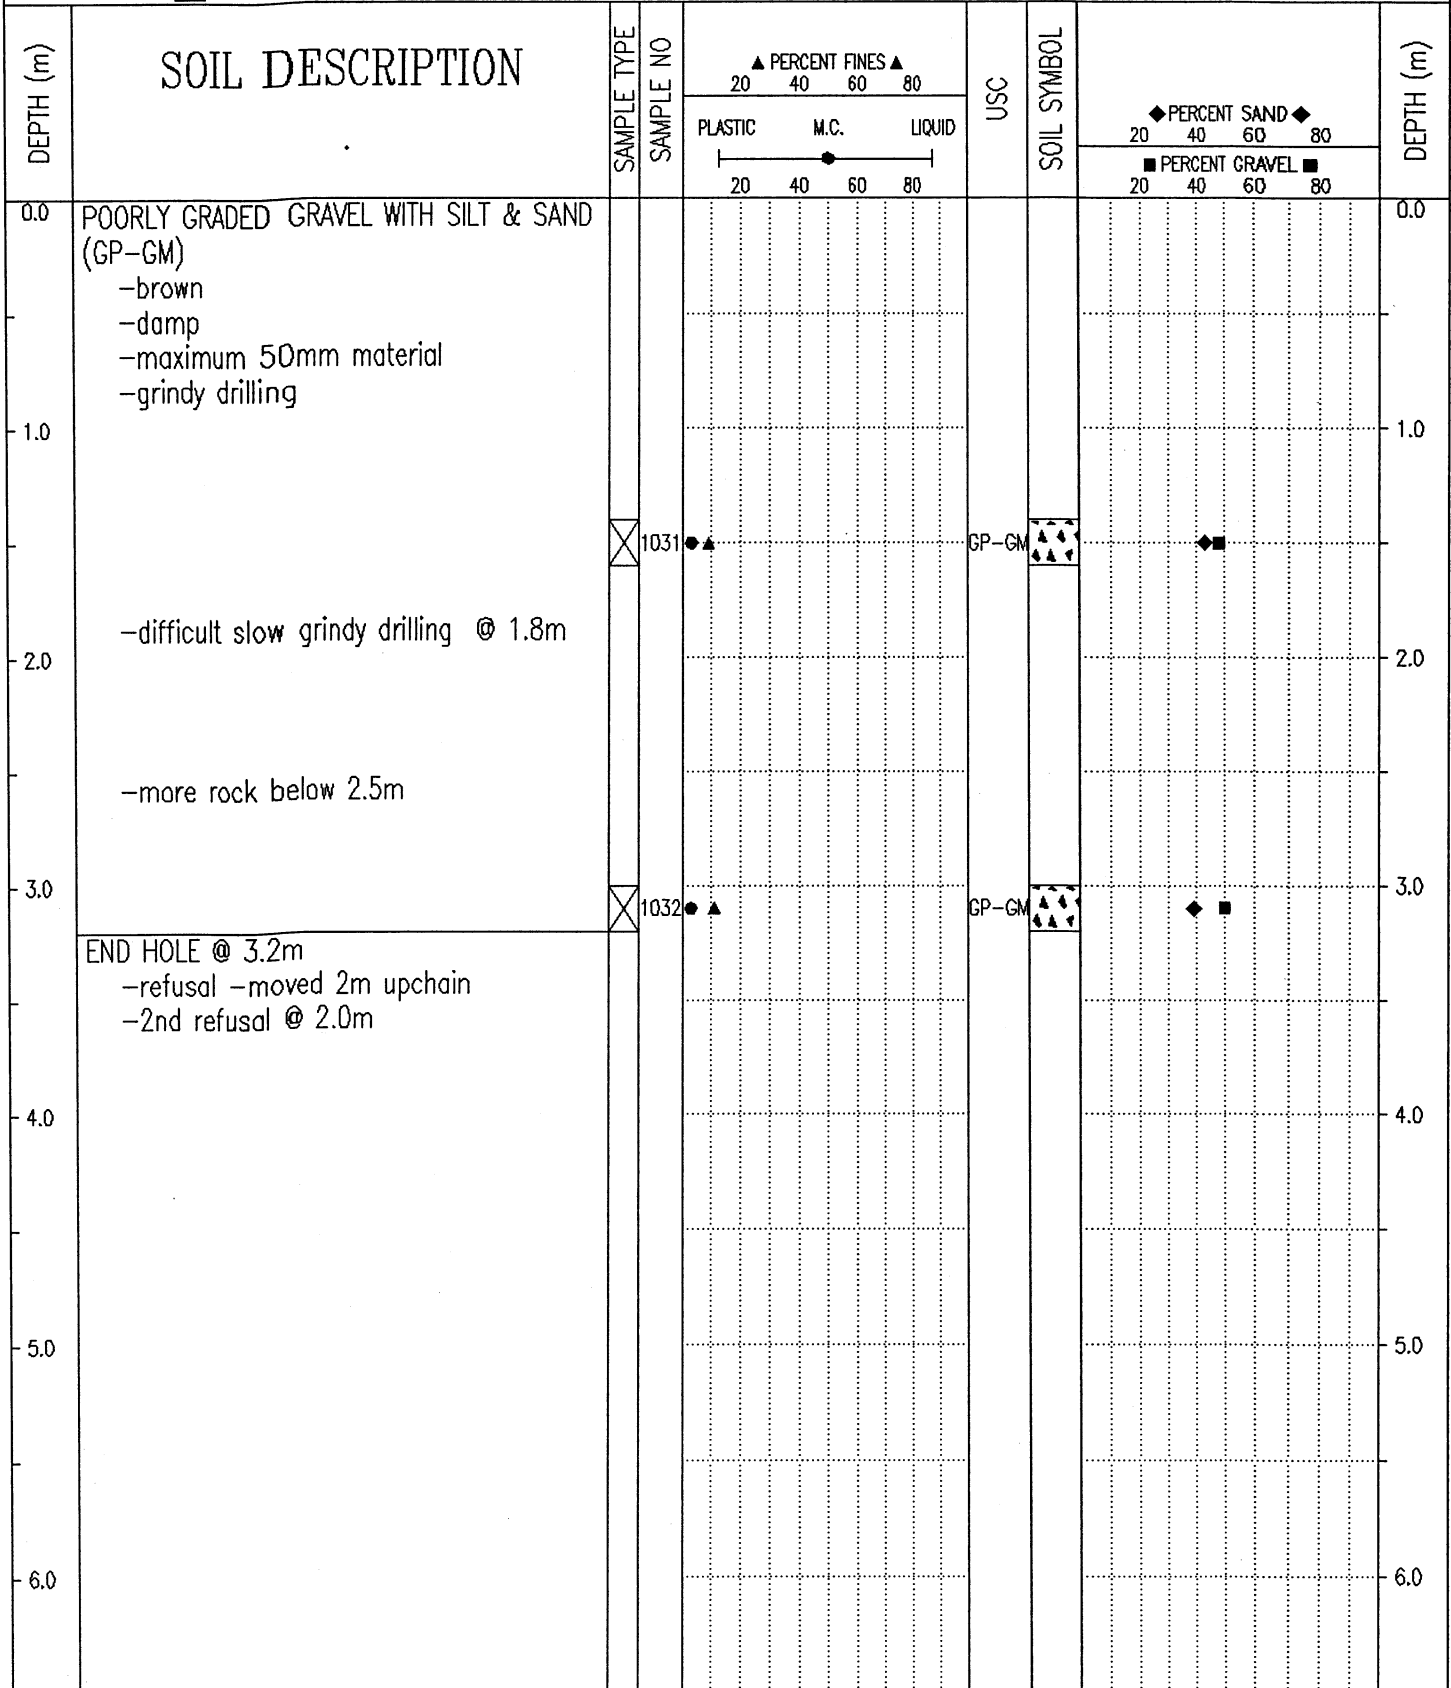 DEPTH (m)
SOIL DESCRIPTION
SAMPLE TYPE
SAMPLE NO
▲ PERCENT FINES ▲
20 40 60 80
PLASTIC M.C. LIQUID
20 40 60 80
USC
SOIL SYMBOL
◆ PERCENT SAND ◆
20 40 60 80
■ PERCENT GRAVEL ■
20 40 60 80
DEPTH (m)
0.0
POORLY GRADED GRAVEL WITH SILT & SAND
0.0
(GP-GM)
-brown
-damp
-maximum 50mm material
-grindy drilling
1.0
1.0
1031
GP-GM
-difficult slow grindy drilling @ 1.8m
2.0
2.0
-more rock below 2.5m
3.0
3.0
1032
GP-GM
END HOLE @ 3.2m
-refusal -moved 2m upchain
-2nd refusal @ 2.0m
4.0
4.0
5.0
5.0
6.0
6.0